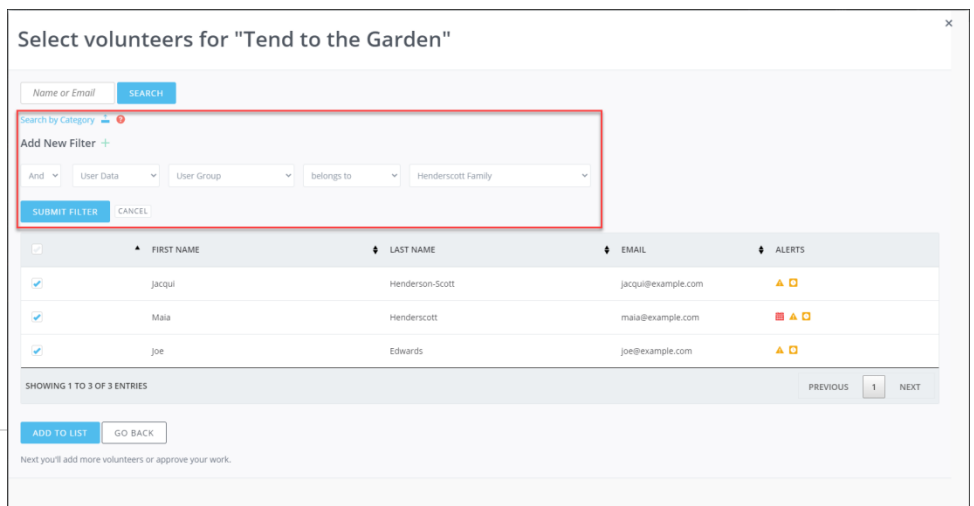 Select volunteers for "Tend to the Garden"
×
Name or Email SEARCH
Search by Category ?
Add New Filter +
And User Data User Group belongs to Henderscott Family
SUBMIT FILTER CANCEL
FIRST NAME LAST NAME EMAIL ALERTS
Jacqui Henderson-Scott jacqui@example.com
Maia Henderscott maia@example.com
Joe Edwards joe@example.com
SHOWING 1 TO 3 OF 3 ENTRIES PREVIOUS 1 NEXT
ADD TO LIST GO BACK
Next you'll add more volunteers or approve your work.